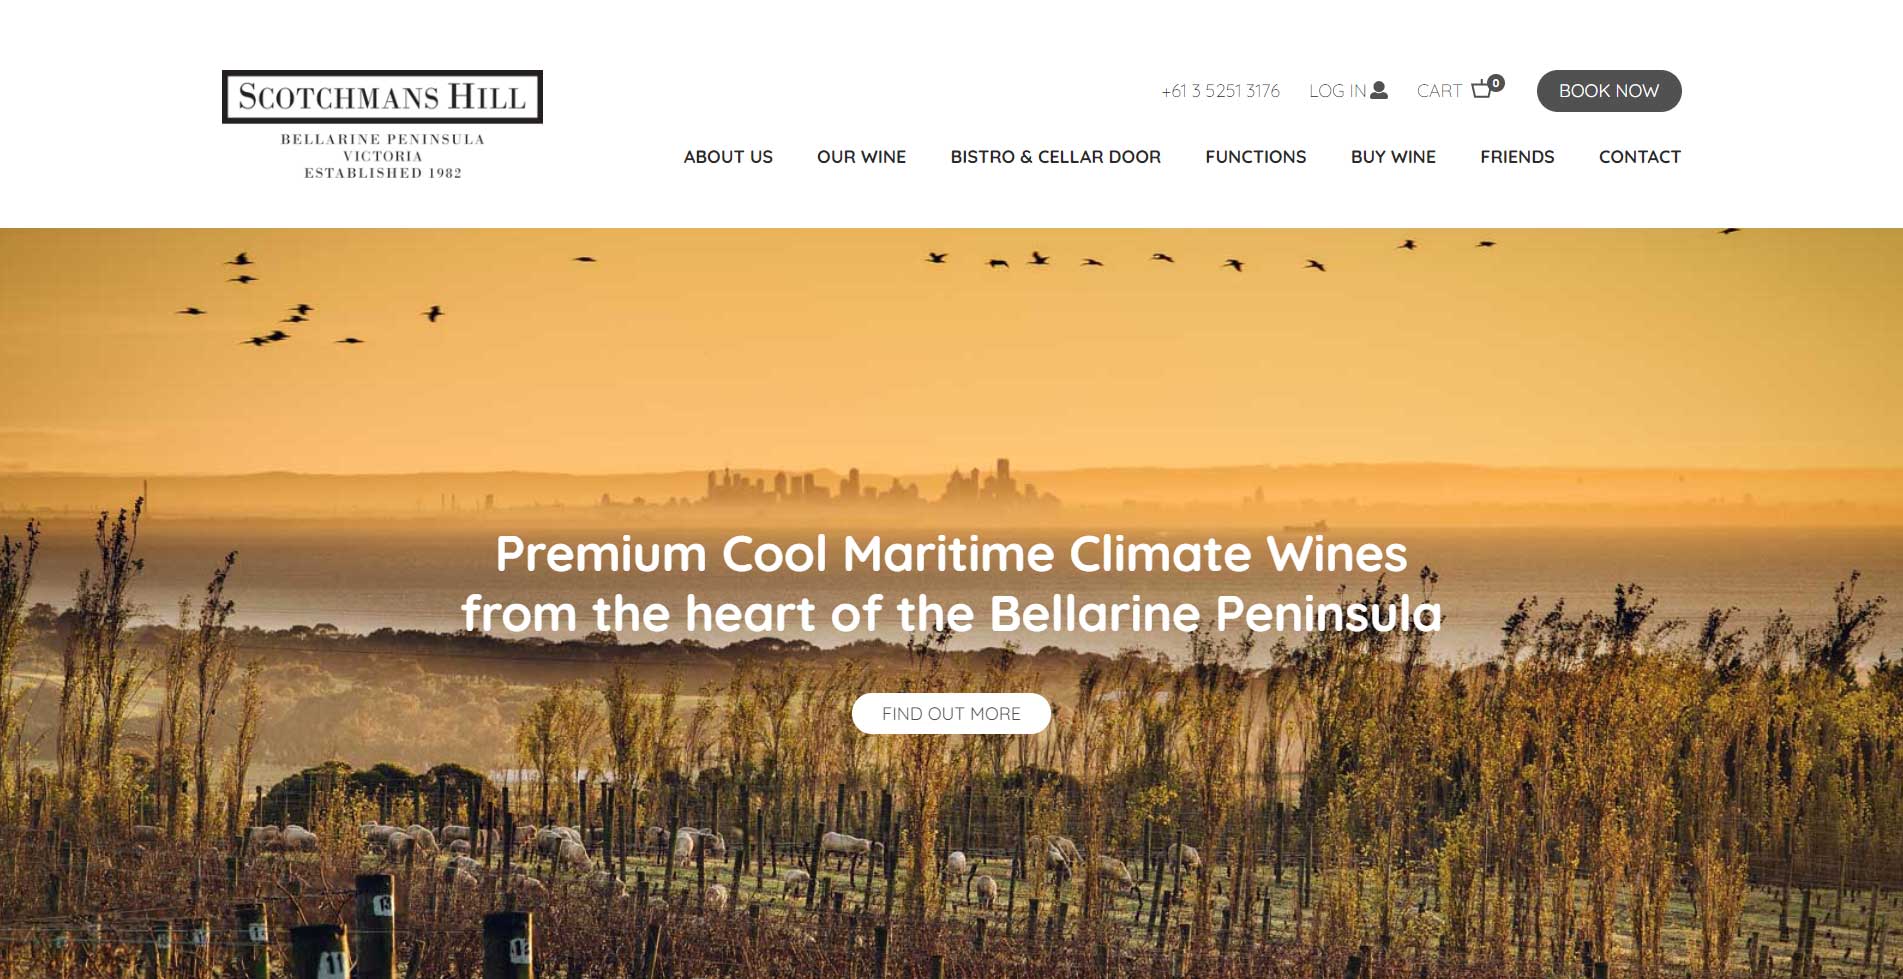 SCOTCHMANS HILL
BELLARINE PENINSULA
VICTORIA
ESTABLISHED 1982
+61 3 5251 3176
LOG IN
CART
0
BOOK NOW
ABOUT US
OUR WINE
BISTRO & CELLAR DOOR
FUNCTIONS
BUY WINE
FRIENDS
CONTACT
Premium Cool Maritime Climate Wines
from the heart of the Bellarine Peninsula
FIND OUT MORE
11